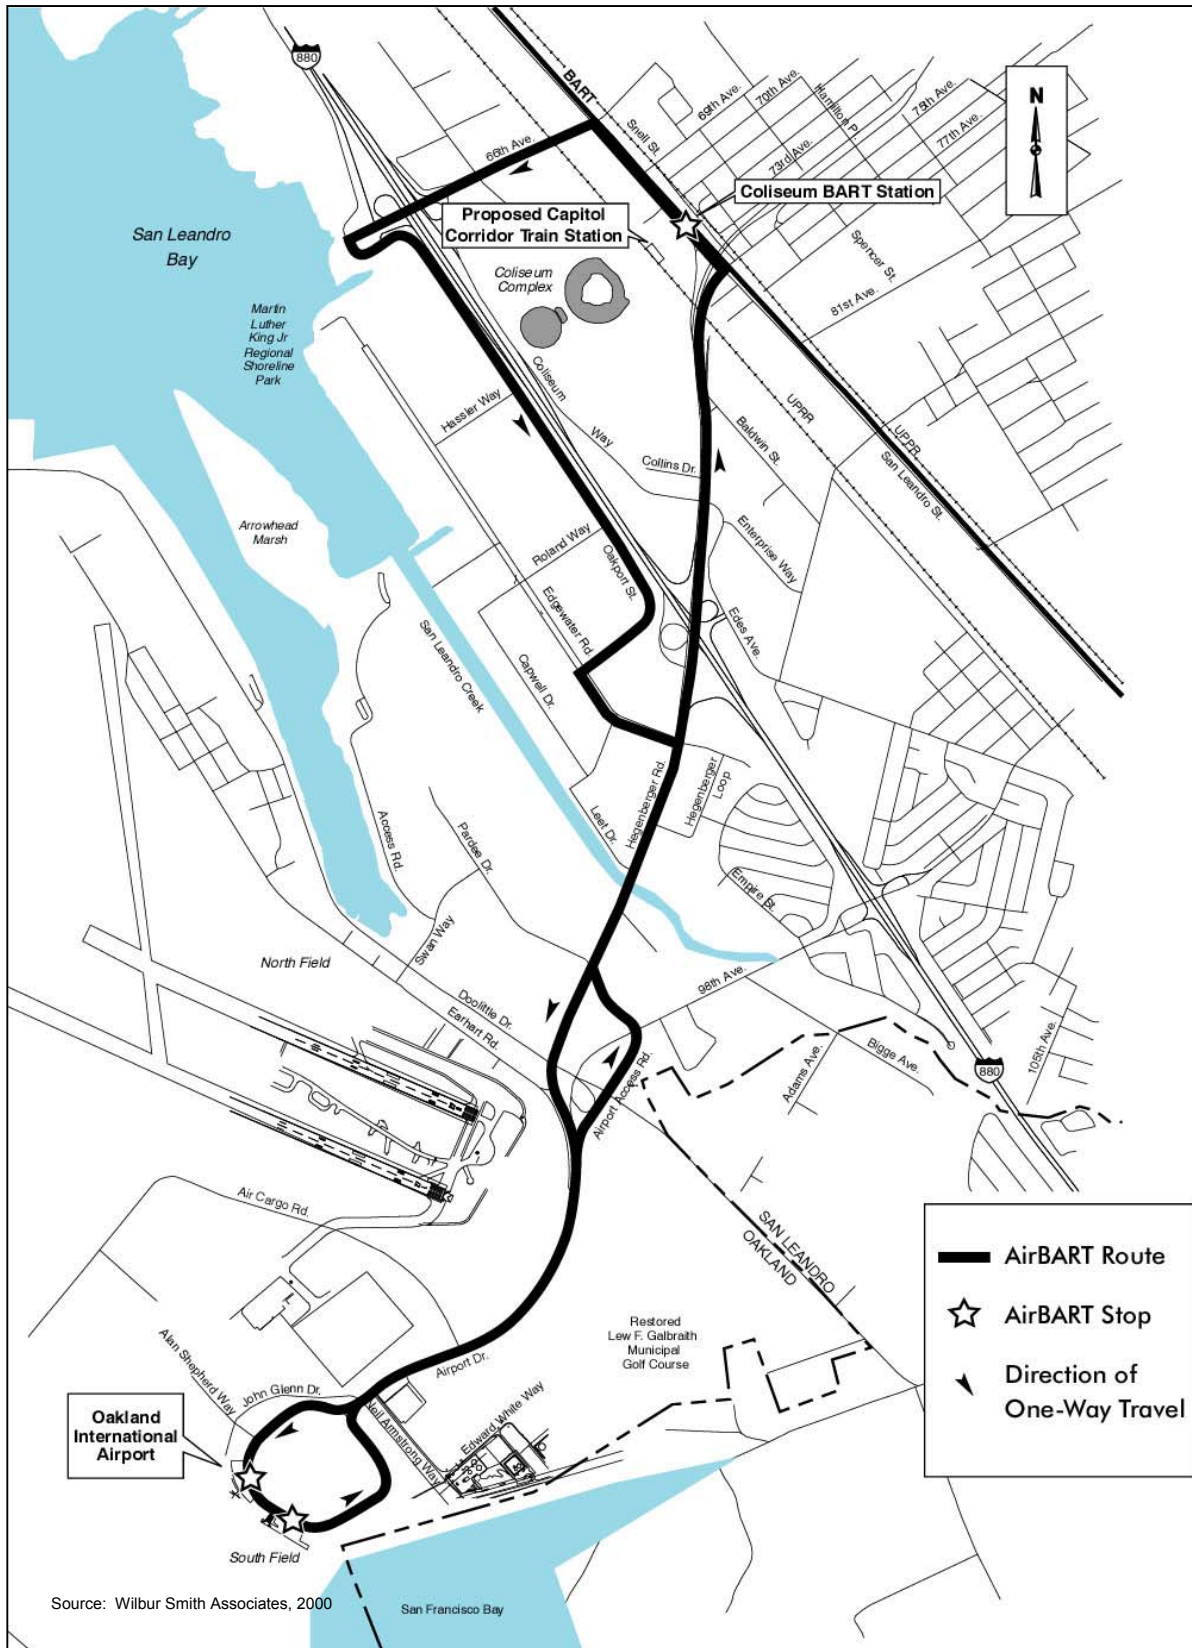 880
BART
66th Ave.
Snell St.
69th Ave.
70th Ave.
Hamilton Pl.
75th Ave.
77th Ave.
73rd Ave.
N
Coliseum BART Station
Proposed Capitol
Corridor Train Station
San Leandro
Bay
Coliseum
Complex
Spencer St.
81st Ave.
Martin
Luther
King Jr
Regional
Shoreline
Park
Coliseum
Way
Hassler Way
Collins Dr.
Baldwin St.
UPRR
UPPR
San Leandro St.
Arrowhead
Marsh
Roland Way
Oakport St.
Enterprise Way
Edgewater Rd.
Edes Ave.
San Leandro Creek
Capwell Dr.
Hegenberger Rd.
Hegenberger
Loop
Leet Dr.
Access Rd.
Pardee Dr.
Empire St.
Swan Way
North Field
98th Ave.
Doolittle Dr.
Earhart Rd.
Airport Access Rd.
Adams Ave.
Bigge Ave.
880
105th Ave.
Air Cargo Rd.
SAN LEANDRO
OAKLAND
AirBART Route
AirBART Stop
Direction of
One-Way Travel
Restored
Lew F. Galbraith
Municipal
Golf Course
Airport Dr.
Alan Shepherd Way
John Glenn Dr.
Neil Armstrong Way
Edward White Way
Oakland
International
Airport
South Field
Source: Wilbur Smith Associates, 2000
San Francisco Bay